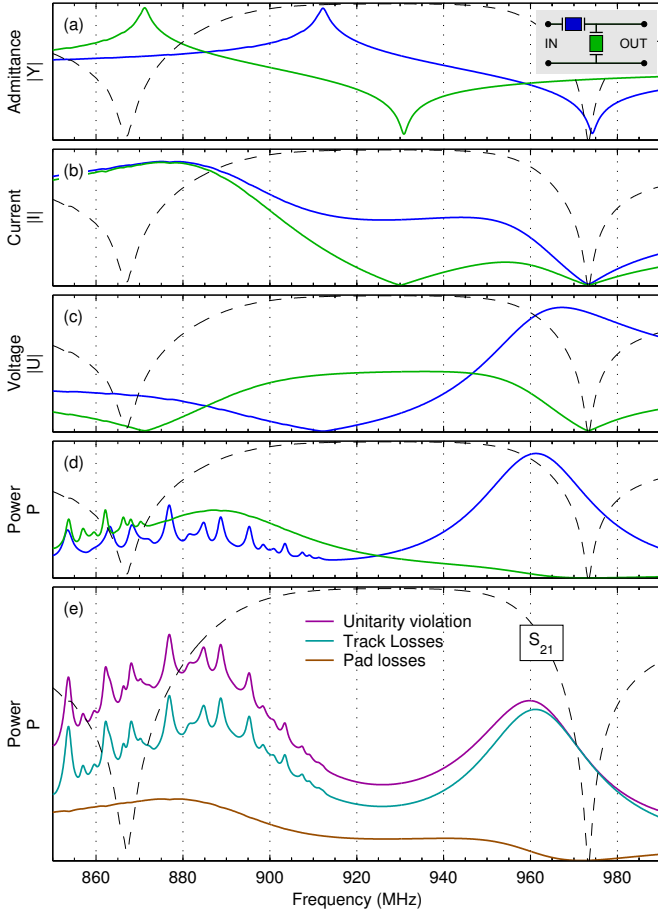 (a)
IN
OUT
Admittance
|Y|
(b)
Current
|I|
(c)
Voltage
|U|
(d)
Power
P
(e)
Unitarity violation
Track Losses
Pad losses
S21
Power
P
860 880 900 920 940 960 980
Frequency (MHz)